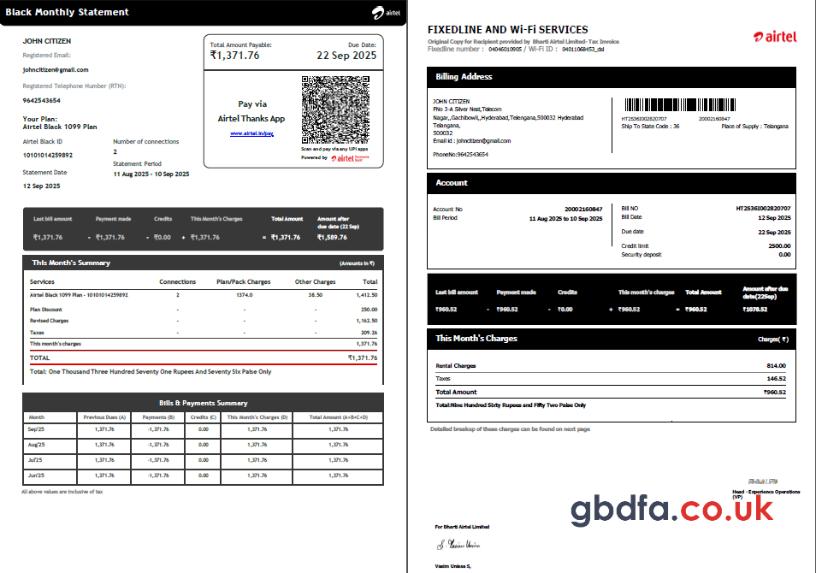 Black Monthly Statement
airtel
JOHN CITIZEN
Registered Email:
johncitizen@gmail.com
Registered Telephone Number (RTN):
9642543654
Your Plan:
Airtel Black 1099 Plan
Airtel Black ID
10101014259892
Number of connections
2
Statement Period
11 Aug 2025 - 10 Sep 2025
Statement Date
12 Sep 2025
Total Amount Payable:
₹1,371.76
Due Date:
22 Sep 2025
Pay via
Airtel Thanks App
www.airtel.in/pay
Scan and pay via any UPI apps
Powered by airtel
Last bill amount Payment made Credits This Month's Charges Total Amount Amount after
due date (22 Sep)
₹1,371.76 - ₹1,371.76 - ₹0.00 + ₹1,371.76 = ₹1,371.76 ₹1,589.76
This Month's Summary (Amounts in ₹)
Services Connections Plan/Pack Charges Other Charges Total
Airtel Black 1099 Plan - 10101014259892 2 1374.0 38.50 1,412.50
Plan Discount - - - 250.00
Revised Charges - - - 1,162.50
Taxes - - - 209.26
This month's charges 1,371.76
TOTAL ₹1,371.76
Total: One Thousand Three Hundred Seventy One Rupees And Seventy Six Paise Only
Bills & Payments Summary
Month Previous Dues (A) Payments (B) Credits (C) This Month's Charges (D) Total Amount (A+B+C+D)
Sep'25 1,371.76 -1,371.76 0.00 1,371.76 1,371.76
Aug'25 1,371.76 -1,371.76 0.00 1,371.76 1,371.76
Jul'25 1,371.76 -1,371.76 0.00 1,371.76 1,371.76
Jun'25 1,371.76 -1,371.76 0.00 1,371.76 1,371.76
All above values are inclusive of tax
FIXEDLINE AND Wi-Fi SERVICES
Original Copy for Recipient provided by Bharti Airtel Limited-Tax Invoice
Fixedline number : 04046010905 / Wi-Fi ID : 04011068453_dsl
airtel
Billing Address
JOHN CITIZEN
FNo 3-A Silver Nest,Telecom
Nagar,,Gachibowli,,Hyderabad,Telangana,500032 Hyderabad
Telangana,
500032
Email id : johncitizen@gmail.com
PhoneNo:9642543654
HT2536I002820707 20002160847
Ship To State Code : 36 Place of Supply : Telangana
Account
Account No 20002160847
Bill Period 11 Aug 2025 to 10 Sep 2025
Bill NO HT2536I002820707
Bill Date 12 Sep 2025
Due date 22 Sep 2025
Credit limit 2500.00
Security deposit 0.00
Last bill amount Payment made Credits This month's charges Total Amount Amount after due
date(22Sep)
₹960.52 - ₹960.52 - ₹0.00 + ₹960.52 = ₹960.52 ₹1078.52
This Month's Charges Charges( ₹ )
Rental Charges 814.00
Taxes 146.52
Total Amount ₹960.52
Total:Nine Hundred Sixty Rupees and Fifty Two Paise Only
Detailed breakup of these charges can be found on next page
Head - Experience Operations
(VP)
gbdfa.co.uk
For Bharti Airtel Limited